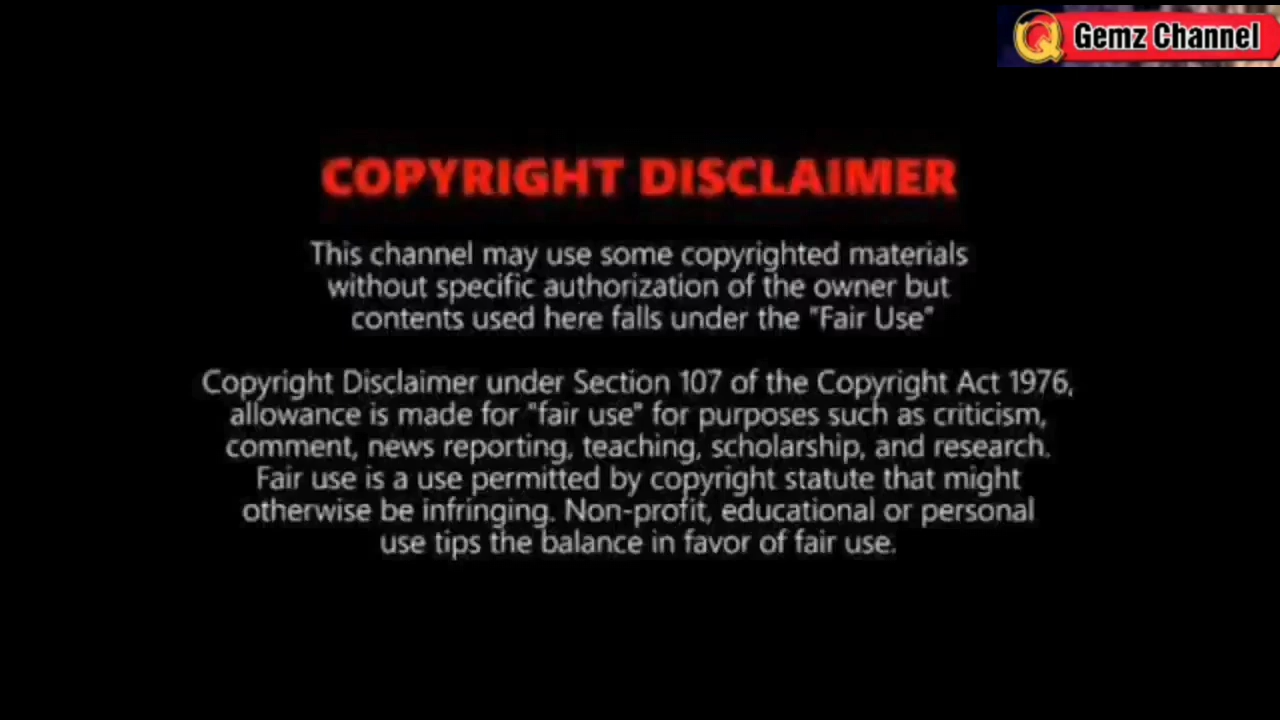 Gemz Channel
COPYRIGHT DISCLAIMER
This channel may use some copyrighted materials
without specific authorization of the owner but
contents used here falls under the "Fair Use"
Copyright Disclaimer under Section 107 of the Copyright Act 1976,
allowance is made for "fair use" for purposes such as criticism,
comment, news reporting, teaching, scholarship, and research.
Fair use is a use permitted by copyright statute that might
otherwise be infringing. Non-profit, educational or personal
use tips the balance in favor of fair use.